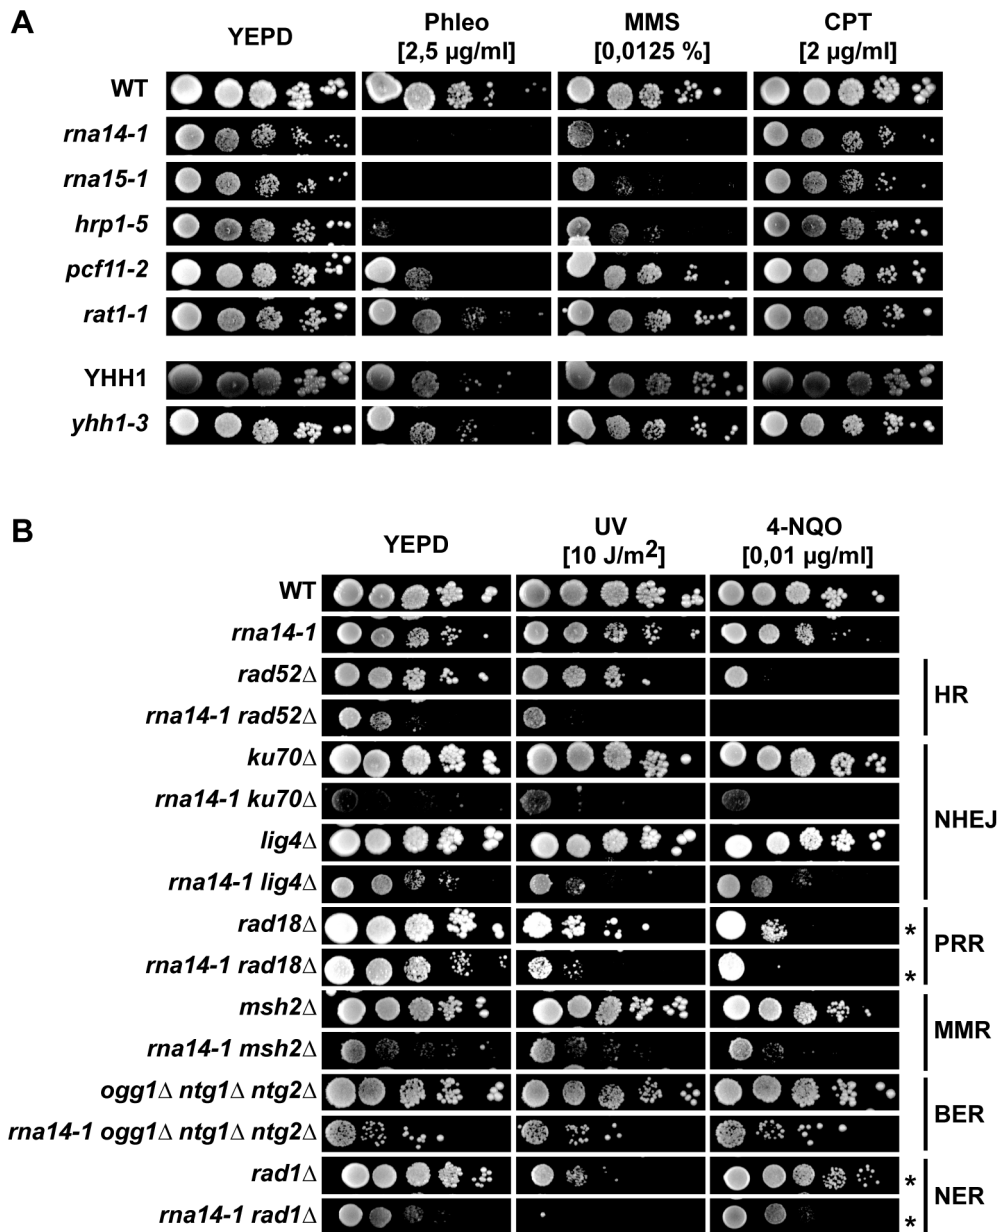 A
YEPD
Phleo
[2,5 µg/ml]
MMS
[0,0125 %]
CPT
[2 µg/ml]
WT
rna14-1
rna15-1
hrp1-5
pcf11-2
rat1-1
YHH1
yhh1-3
B
YEPD
UV
[10 J/m2]
4-NQO
[0,01 µg/ml]
WT
rna14-1
rad52Δ
rna14-1 rad52Δ
HR
ku70Δ
rna14-1 ku70Δ
lig4Δ
rna14-1 lig4Δ
NHEJ
rad18Δ *
rna14-1 rad18Δ *
PRR
msh2Δ
rna14-1 msh2Δ
MMR
ogg1Δ ntg1Δ ntg2Δ
rna14-1 ogg1Δ ntg1Δ ntg2Δ
BER
rad1Δ *
rna14-1 rad1Δ *
NER